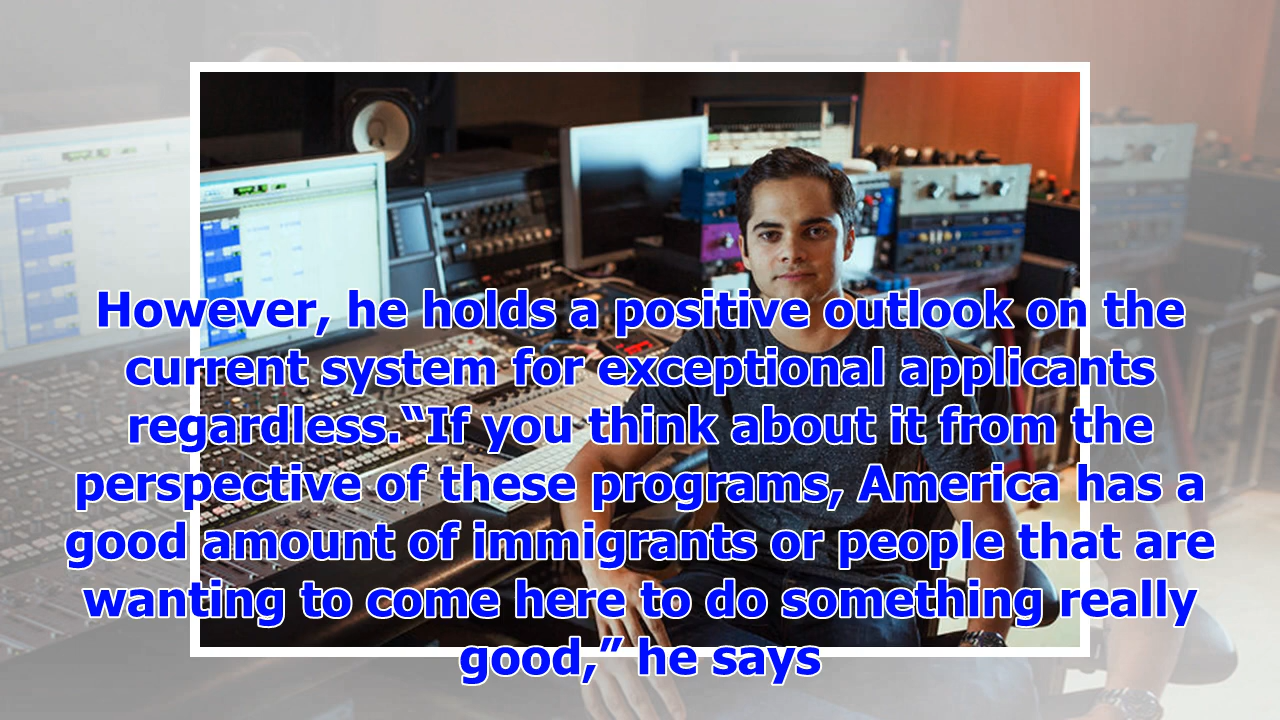 However, he holds a positive outlook on the
current system for exceptional applicants
regardless.“If you think about it from the
perspective of these programs, America has a
good amount of immigrants or people that are
wanting to come here to do something really
good,” he says